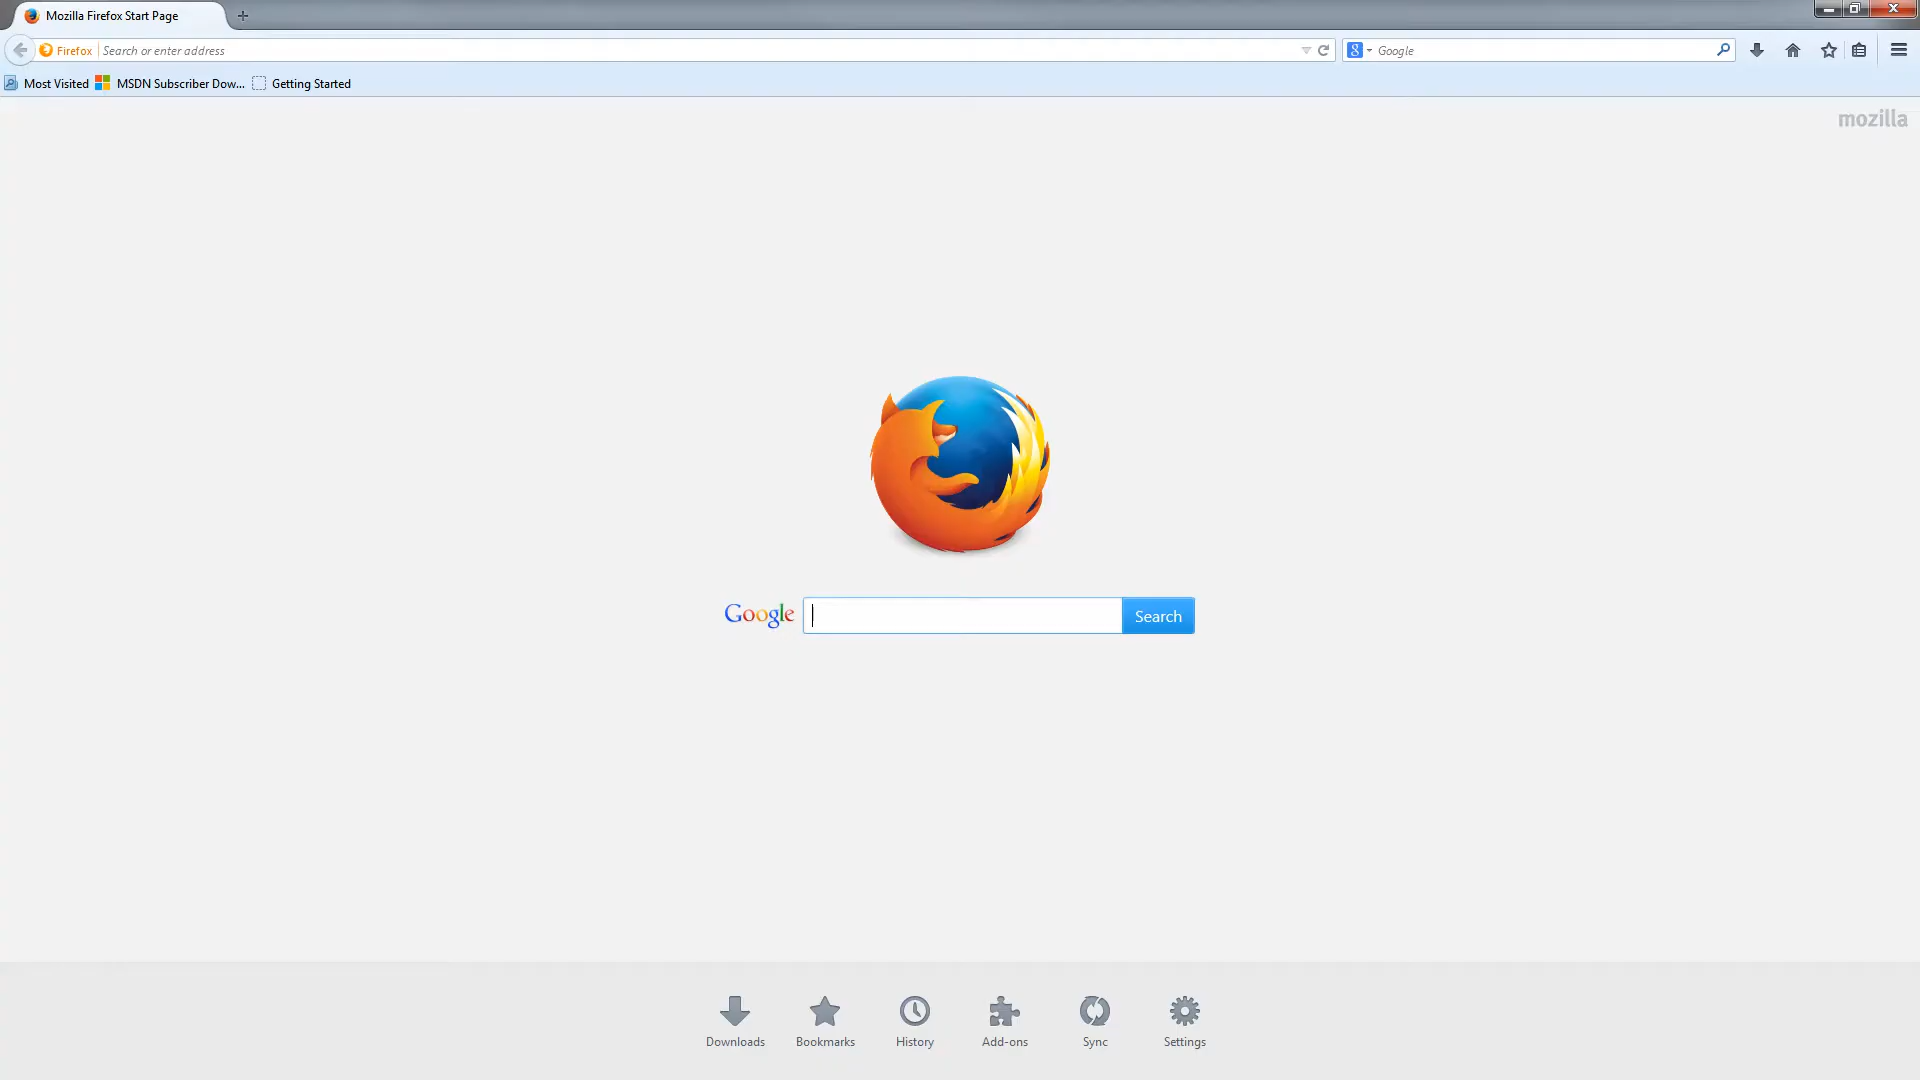 Mozilla Firefox Start Page
Firefox Search or enter address
Google
Most Visited MSDN Subscriber Dow... Getting Started
mozilla
Google Search
Downloads Bookmarks History Add-ons Sync Settings